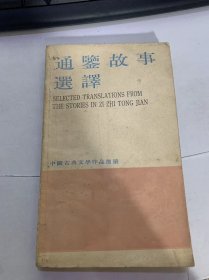 通鑒故事
選譯
SELECTED TRANSLATIONS FROM
THE STORIES IN ZI ZHI TONG JIAN
中國古典文學作品選讀